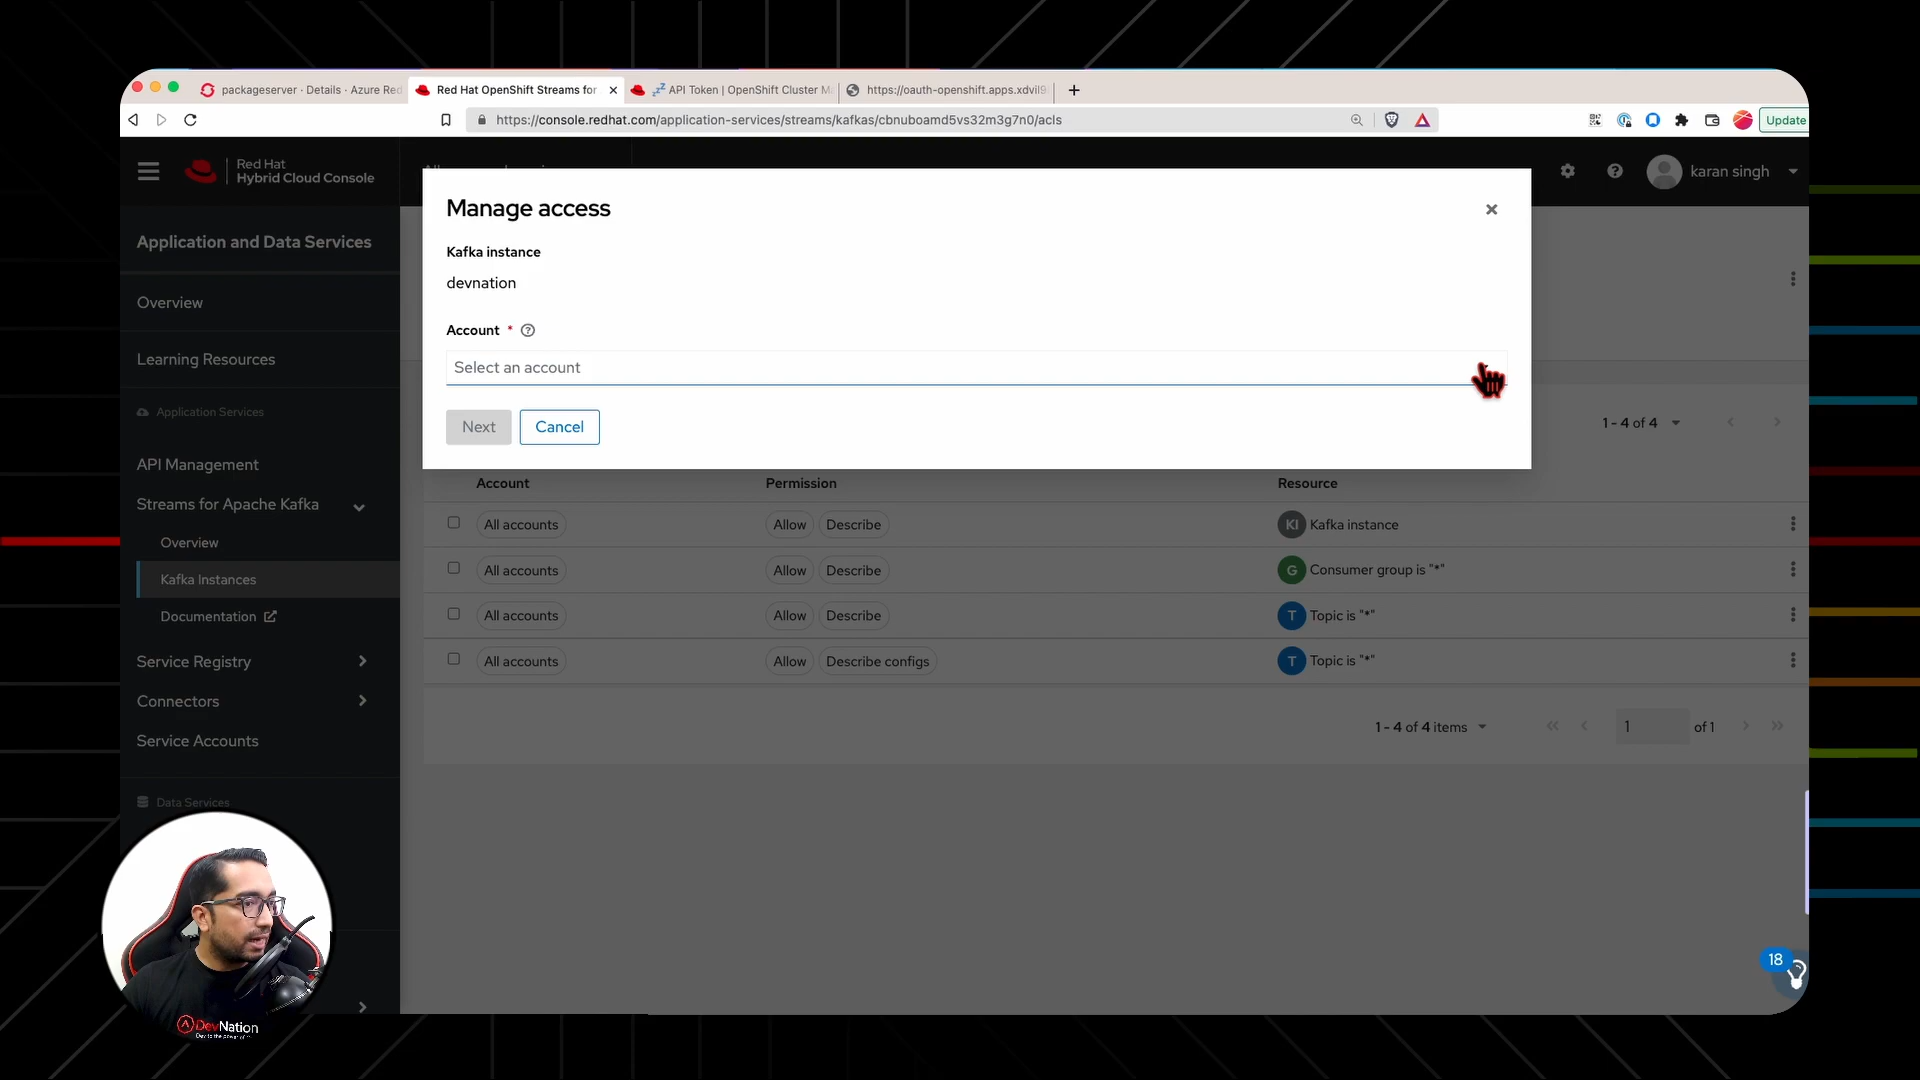 packageserver · Details · Azure Red
Red Hat OpenShift Streams for
API Token | OpenShift Cluster M
https://oauth-openshift.apps.xdvil9
https://console.redhat.com/application-services/streams/kafkas/cbnuboamd5vs32m3g7n0/acls
Update
Red Hat
Hybrid Cloud Console
karan singh
Manage access
Kafka instance
devnation
Account *
Select an account
Next
Cancel
Application and Data Services
Overview
Learning Resources
Application Services
API Management
Streams for Apache Kafka
Overview
Kafka Instances
Documentation
Service Registry
Connectors
Service Accounts
Data Services
1 - 4 of 4
Account Permission Resource
All accounts Allow Describe KI Kafka instance
All accounts Allow Describe G Consumer group is "*"
All accounts Allow Describe T Topic is "*"
All accounts Allow Describe configs T Topic is "*"
1 - 4 of 4 items
1 of 1
18
DevNation